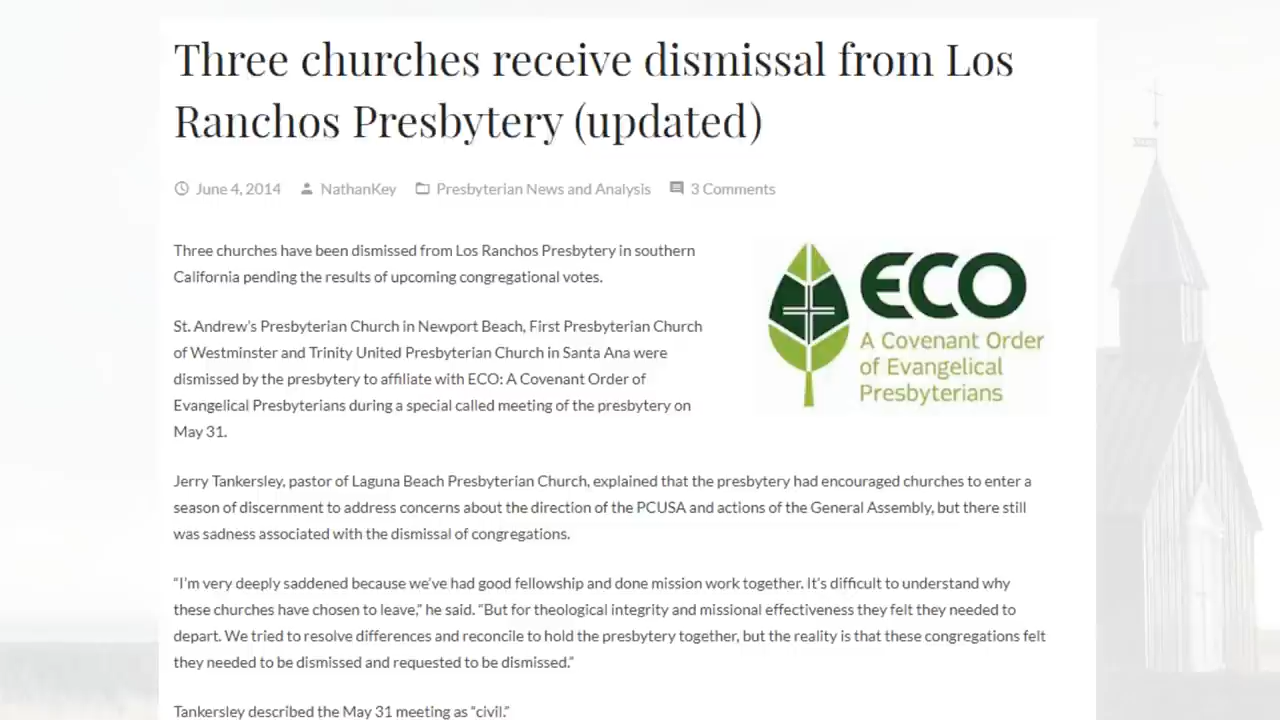 Three churches receive dismissal from Los
Ranchos Presbytery (updated)
June 4, 2014 NathanKey Presbyterian News and Analysis 3 Comments
Three churches have been dismissed from Los Ranchos Presbytery in southern
California pending the results of upcoming congregational votes.
St. Andrew’s Presbyterian Church in Newport Beach, First Presbyterian Church
of Westminster and Trinity United Presbyterian Church in Santa Ana were
dismissed by the presbytery to affiliate with ECO: A Covenant Order of
Evangelical Presbyterians during a special called meeting of the presbytery on
May 31.
ECO
A Covenant Order
of Evangelical
Presbyterians
Jerry Tankersley, pastor of Laguna Beach Presbyterian Church, explained that the presbytery had encouraged churches to enter a
season of discernment to address concerns about the direction of the PCUSA and actions of the General Assembly, but there still
was sadness associated with the dismissal of congregations.
“I’m very deeply saddened because we’ve had good fellowship and done mission work together. It’s difficult to understand why
these churches have chosen to leave,” he said. “But for theological integrity and missional effectiveness they felt they needed to
depart. We tried to resolve differences and reconcile to hold the presbytery together, but the reality is that these congregations felt
they needed to be dismissed and requested to be dismissed.”
Tankersley described the May 31 meeting as “civil.”